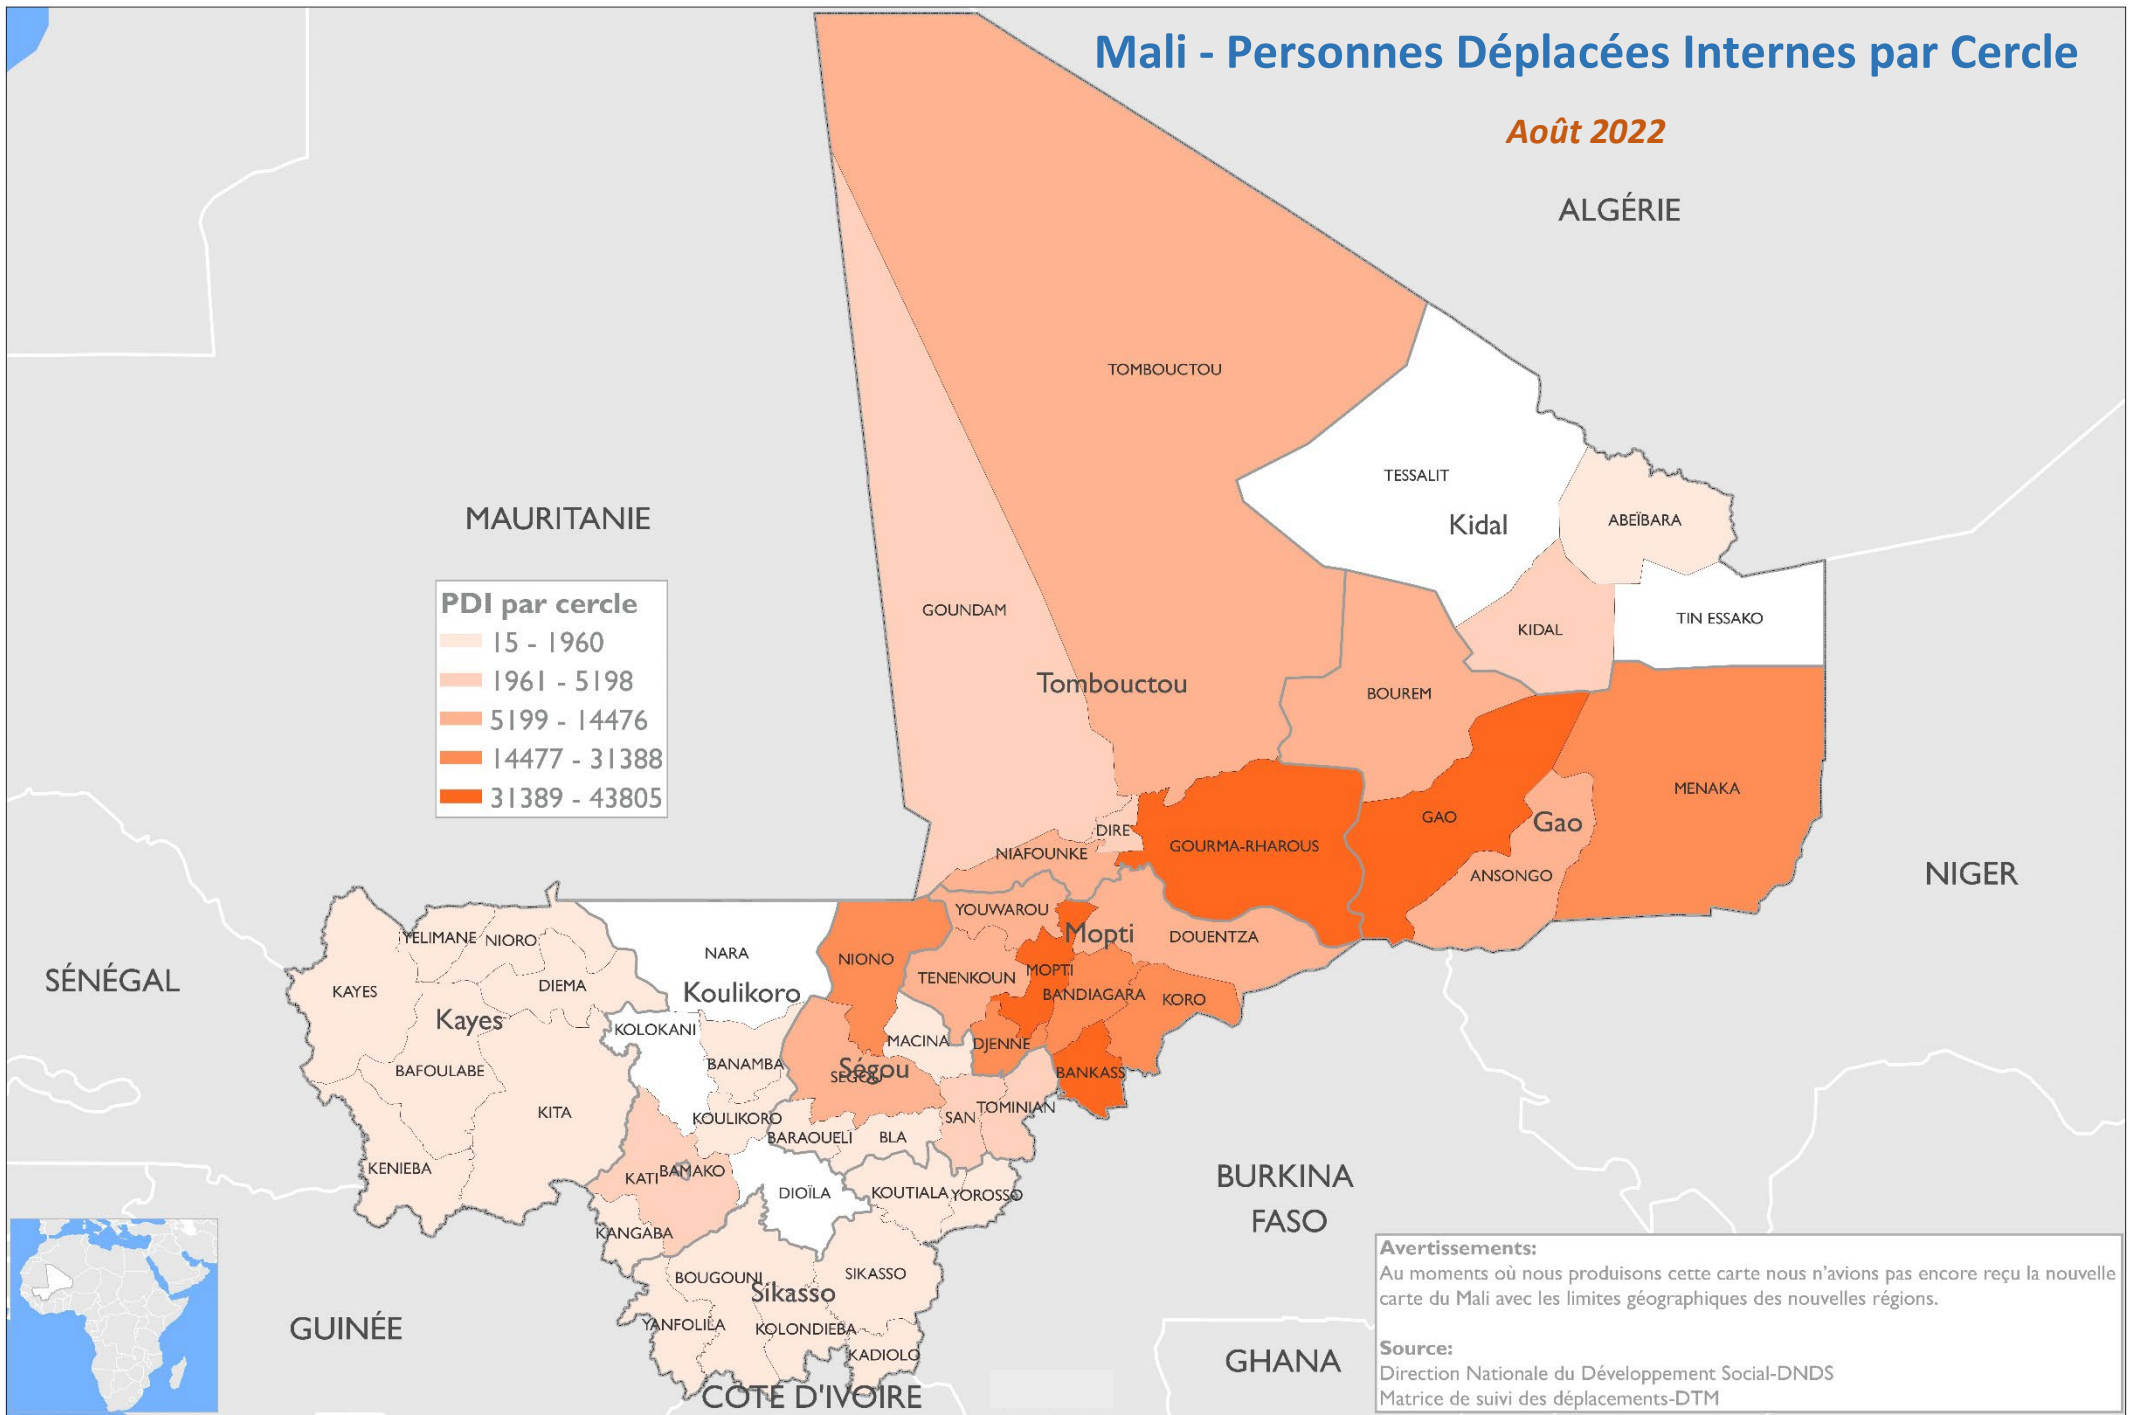 Mali - Personnes Déplacées Internes par Cercle
Août 2022
ALGÉRIE
TOMBOUCTOU
TESSALIT
MAURITANIE
Kidal
ABEÏBARA
PDI par cercle
15 - 1960
1961 - 5198
5199 - 14476
14477 - 31388
31389 - 43805
GOUNDAM
KIDAL
TIN ESSAKO
Tombouctou
BOUREM
MENAKA
GAO
Gao
DIRE
GOURMA-RHAROUS
NIAFOUNKE
ANSONGO
NIGER
YOUWAROU
Mopti
DOUENTZA
YELIMANE
NIORO
NARA
NIONO
SÉNÉGAL
KAYES
DIEMA
Koulikoro
TENENKOUN
MOPTI
BANDIAGARA
KORO
Kayes
KOLOKANI
MACINA
DJENNE
BAFOULABE
BANAMBA
Ségou
SEGOU
BANKASS
KITA
KOULIKORO
SAN
TOMINIAN
BARAOUELI
BLA
KENIEBA
KATI
BAMAKO
DIOÏLA
KOUTIALA
YOROSSO
BURKINA
FASO
KANGABA
BOUGOUNI
Sikasso
SIKASSO
YANFOLILA
KOLONDIEBA
KADIOLO
GUINÉE
GHANA
CÔTE D'IVOIRE
Avertissements:
Au moments où nous produisons cette carte nous n'avions pas encore reçu la nouvelle
carte du Mali avec les limites géographiques des nouvelles régions.
Source:
Direction Nationale du Développement Social-DNDS
Matrice de suivi des déplacements-DTM